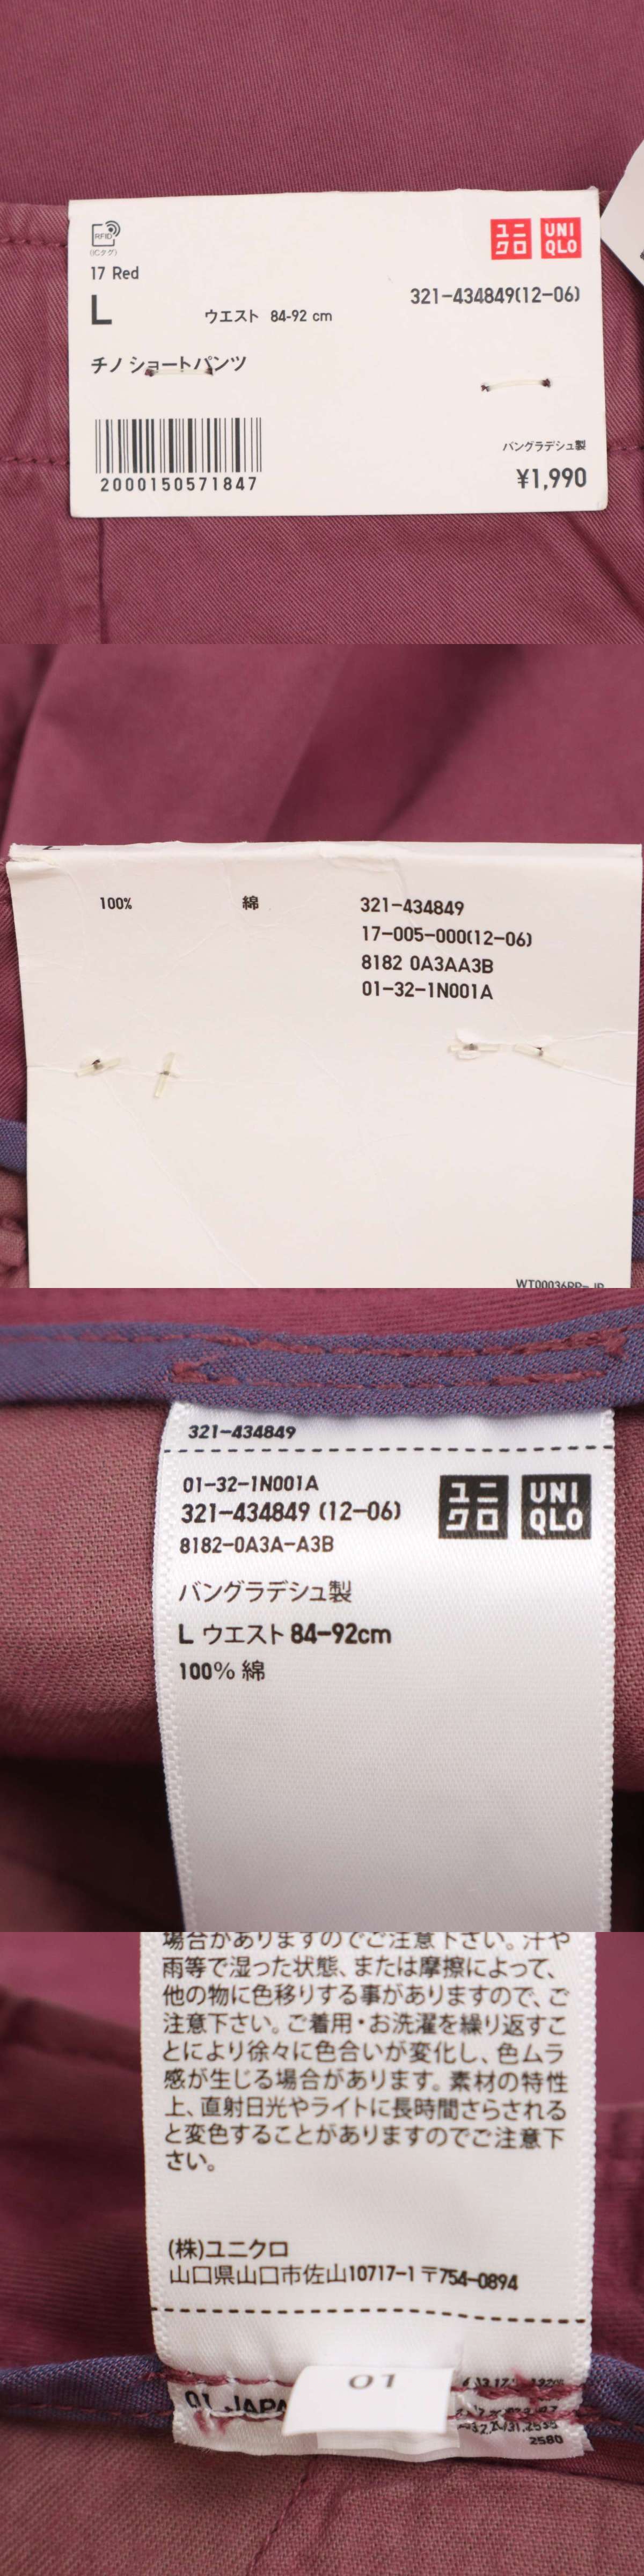 RFID
(ICタグ)
ユニクロ
UNIQLO
17 Red
L
ウエスト 84-92 cm
321-434849(12-06)
チノ ショートパンツ
2000150571847
バングラデシュ製
¥1,990
100% 綿
321-434849
17-005-000(12-06)
8182 0A3AA3B
01-32-1N001A
321-434849
01-32-1N001A
321-434849 (12-06)
8182-0A3A-A3B
ユニクロ
UNIQLO
バングラデシュ製
L ウエスト 84-92cm
100% 綿
場合がありますのでご注意下さい。汗や
雨等で湿った状態、または摩擦によって、
他の物に色移りする事がありますので、ご
注意下さい。ご着用・お洗濯を繰り返すこ
とにより徐々に色合いが変化し、色ムラ
感が生じる場合があります。素材の特性
上、直射日光やライトに長時間さらされる
と変色することがありますのでご注意下
さい。
(株)ユニクロ
山口県山口市佐山10717-1 〒754-0894
01
01
2580